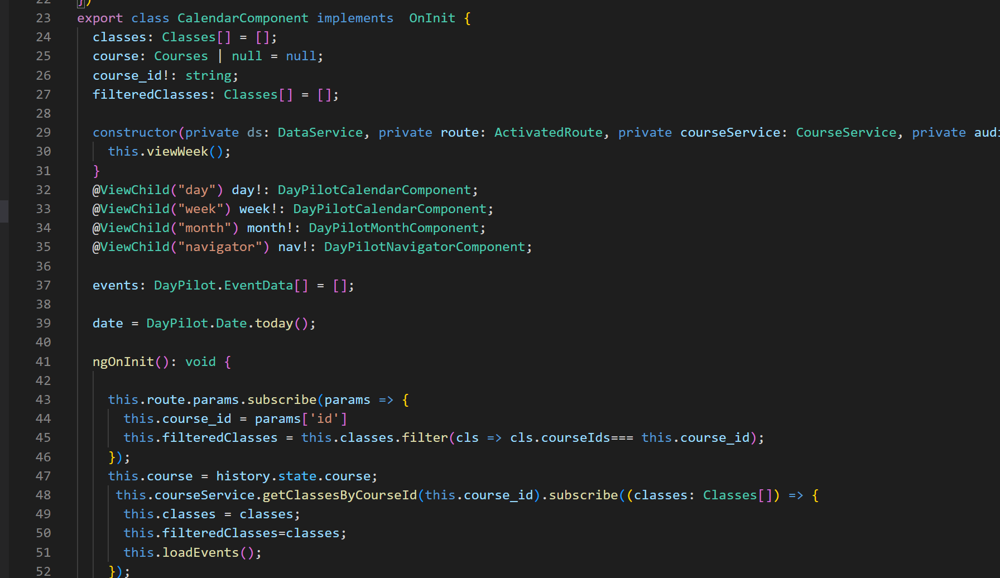 22 })
23 export class CalendarComponent implements  OnInit {
24   classes: Classes[] = [];
25   course: Courses | null = null;
26   course_id!: string;
27   filteredClasses: Classes[] = [];
28
29   constructor(private ds: DataService, private route: ActivatedRoute, private courseService: CourseService, private audi
30     this.viewWeek();
31   }
32   @ViewChild("day") day!: DayPilotCalendarComponent;
33   @ViewChild("week") week!: DayPilotCalendarComponent;
34   @ViewChild("month") month!: DayPilotMonthComponent;
35   @ViewChild("navigator") nav!: DayPilotNavigatorComponent;
36
37   events: DayPilot.EventData[] = [];
38
39   date = DayPilot.Date.today();
40
41   ngOnInit(): void {
42
43     this.route.params.subscribe(params => {
44       this.course_id = params['id']
45       this.filteredClasses = this.classes.filter(cls => cls.courseIds=== this.course_id);
46     });
47     this.course = history.state.course;
48      this.courseService.getClassesByCourseId(this.course_id).subscribe((classes: Classes[]) => {
49       this.classes = classes;
50       this.filteredClasses=classes;
51       this.loadEvents();
52     });